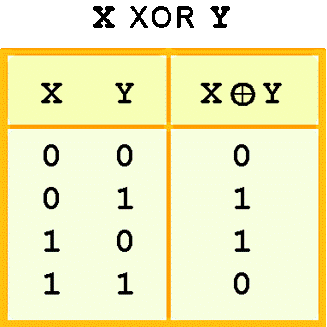 X XOR Y
X Y X ⊕ Y
0 0 0
0 1 1
1 0 1
1 1 0